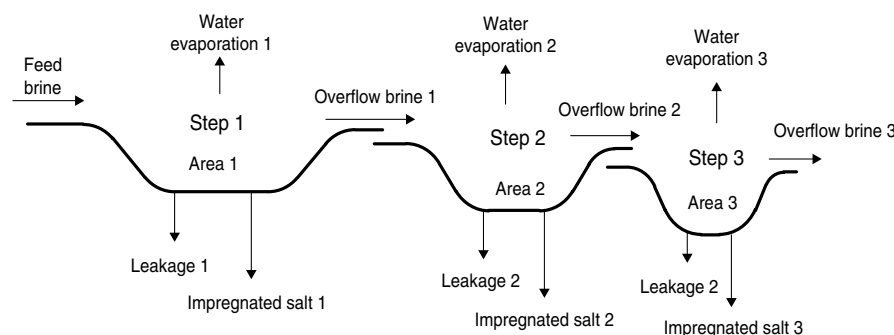 Water
evaporation 1
Feed
brine
Step 1
Area 1
Leakage 1
Impregnated salt 1
Overflow brine 1
Water
evaporation 2
Step 2
Area 2
Leakage 2
Impregnated salt 2
Overflow brine 2
Water
evaporation 3
Step 3
Area 3
Leakage 2
Impregnated salt 3
Overflow brine 3